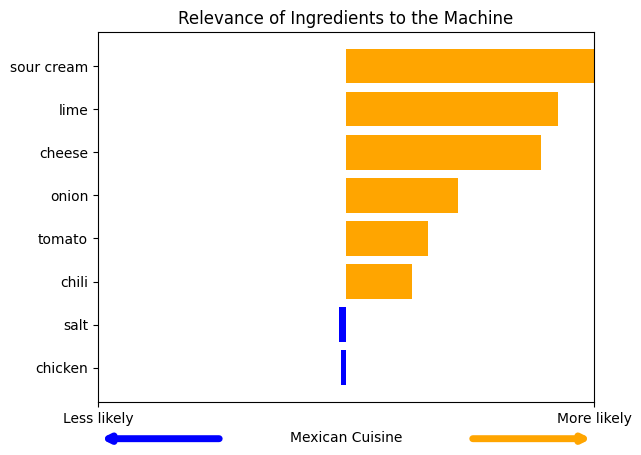 Relevance of Ingredients to the Machine
sour cream
lime
cheese
onion
tomato
chili
salt
chicken
Less likely
More likely
Mexican Cuisine